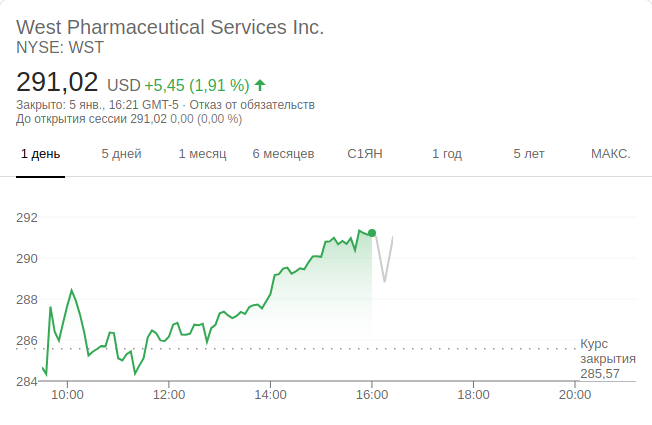 West Pharmaceutical Services Inc.
NYSE: WST
291,02 USD +5,45 (1,91 %)
Закрыто: 5 янв., 16:21 GMT-5 · Отказ от обязательств
До открытия сессии 291,02 0,00 (0,00 %)
1 день 5 дней 1 месяц 6 месяцев С1ЯН 1 год 5 лет МАКС.
292
290
288
286
Курс
закрытия
285,57
284
10:00 12:00 14:00 16:00 18:00 20:00